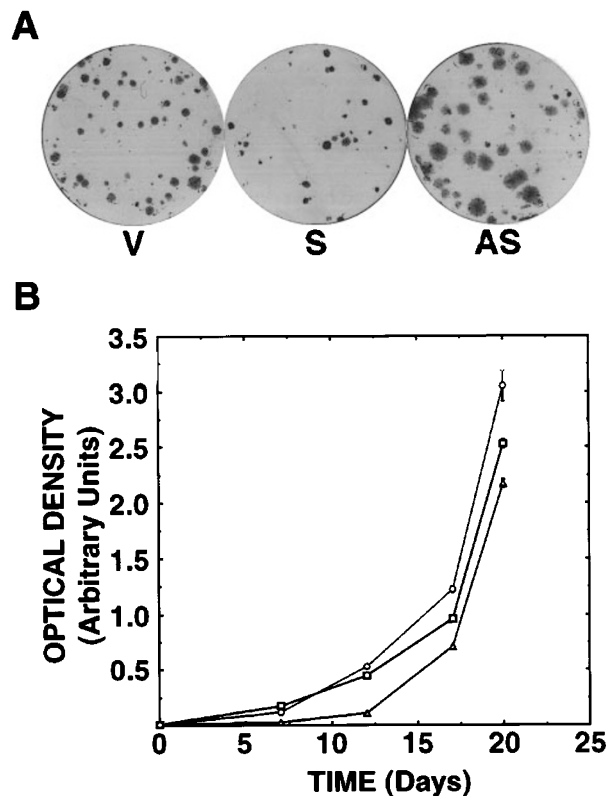 A
V S AS
B
OPTICAL DENSITY
(Arbitrary Units)
3.5
3.0
2.5
2.0
1.5
1.0
0.5
0 5 10 15 20 25
TIME (Days)